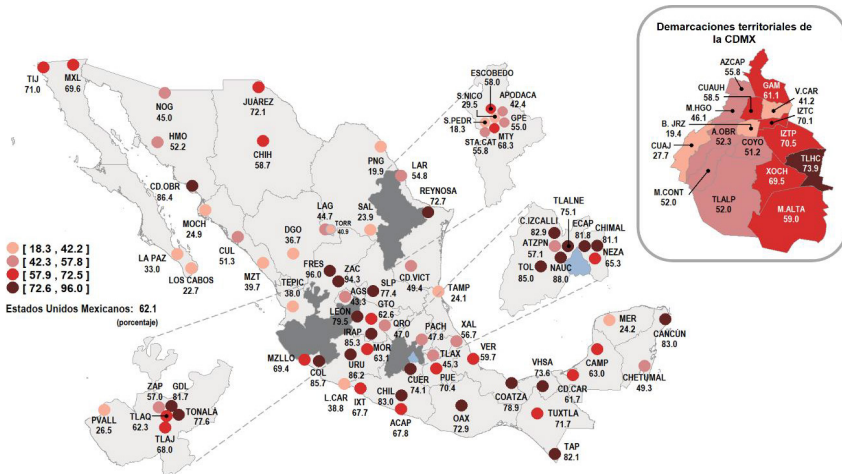 TIJ
71.0
MXL
69.6
NOG
45.0
HMO
52.2
JUÁREZ
72.1
CHIH
58.7
CD.OBR
86.4
MOCH
24.9
CUL
51.3
LA PAZ
33.0
LOS CABOS
22.7
MZT
39.7
DGO
36.7
LAG
44.7
TORR
40.9
PNG
19.9
LAR
54.8
REYNOSA
72.7
SAL
23.9
TEPIC
38.0
FRES
96.0
ZAC
94.3
AGS
43.3
SLP
77.4
CD.VICT
49.4
TAMP
24.1
LEÓN
79.5
GTO
62.6
IRAP
85.3
QRO
47.0
MOR
63.1
PACH
47.8
XAL
56.7
VER
59.7
TLAX
45.3
PUE
70.4
MZLLO
69.4
COL
85.7
URU
86.2
L.CAR
38.8
IXT
67.7
CHIL
83.0
CUER
74.1
ACAP
67.8
OAX
72.9
COATZA
78.9
VHSA
73.6
CD.CAR
61.7
TUXTLA
71.7
TAP
82.1
CAMP
63.0
MER
24.2
CANCÚN
83.0
CHETUMAL
49.3
[ 18.3 , 42.2 ]
[ 42.3 , 57.8 ]
[ 57.9 , 72.5 ]
[ 72.6 , 96.0 ]
Estados Unidos Mexicanos: 62.1
(porcentaje)
ZAP
57.0
GDL
81.7
PVALL
26.5
TLAQ
62.3
TONALÁ
77.6
TLAJ
68.0
ESCOBEDO
58.0
S.NICO
29.5
APODACA
42.4
S.PEDR
18.3
GPE
55.0
STA.CAT
55.8
MTY
68.3
TLALNE
75.1
C.IZCALLI
82.9
ECAP
81.8
CHIMAL
81.1
ATZPN
57.1
TOL
85.0
NAUC
88.0
NEZA
65.3
Demarcaciones territoriales de
la CDMX
AZCAP
55.8
CUAUH
58.5
GAM
61.1
V.CAR
41.2
M.HGO
46.1
IZTC
70.1
B. JRZ
19.4
A.OBR
52.3
COYO
51.2
IZTP
70.5
CUAJ
27.7
TLHC
73.9
XOCH
69.5
M.CONT
52.0
TLALP
52.0
M.ALTA
59.0